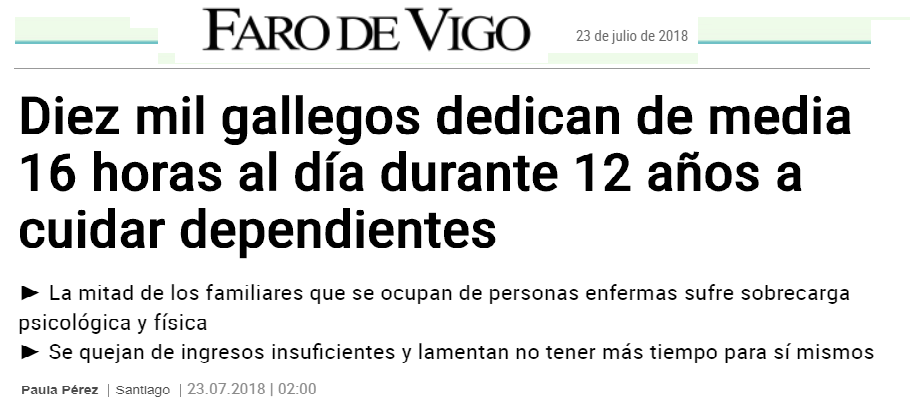 FARO DE VIGO
23 de julio de 2018
Diez mil gallegos dedican de media
16 horas al día durante 12 años a
cuidar dependientes
► La mitad de los familiares que se ocupan de personas enfermas sufre sobrecarga
psicológica y física
► Se quejan de ingresos insuficientes y lamentan no tener más tiempo para sí mismos
Paula Pérez | Santiago | 23.07.2018 | 02:00